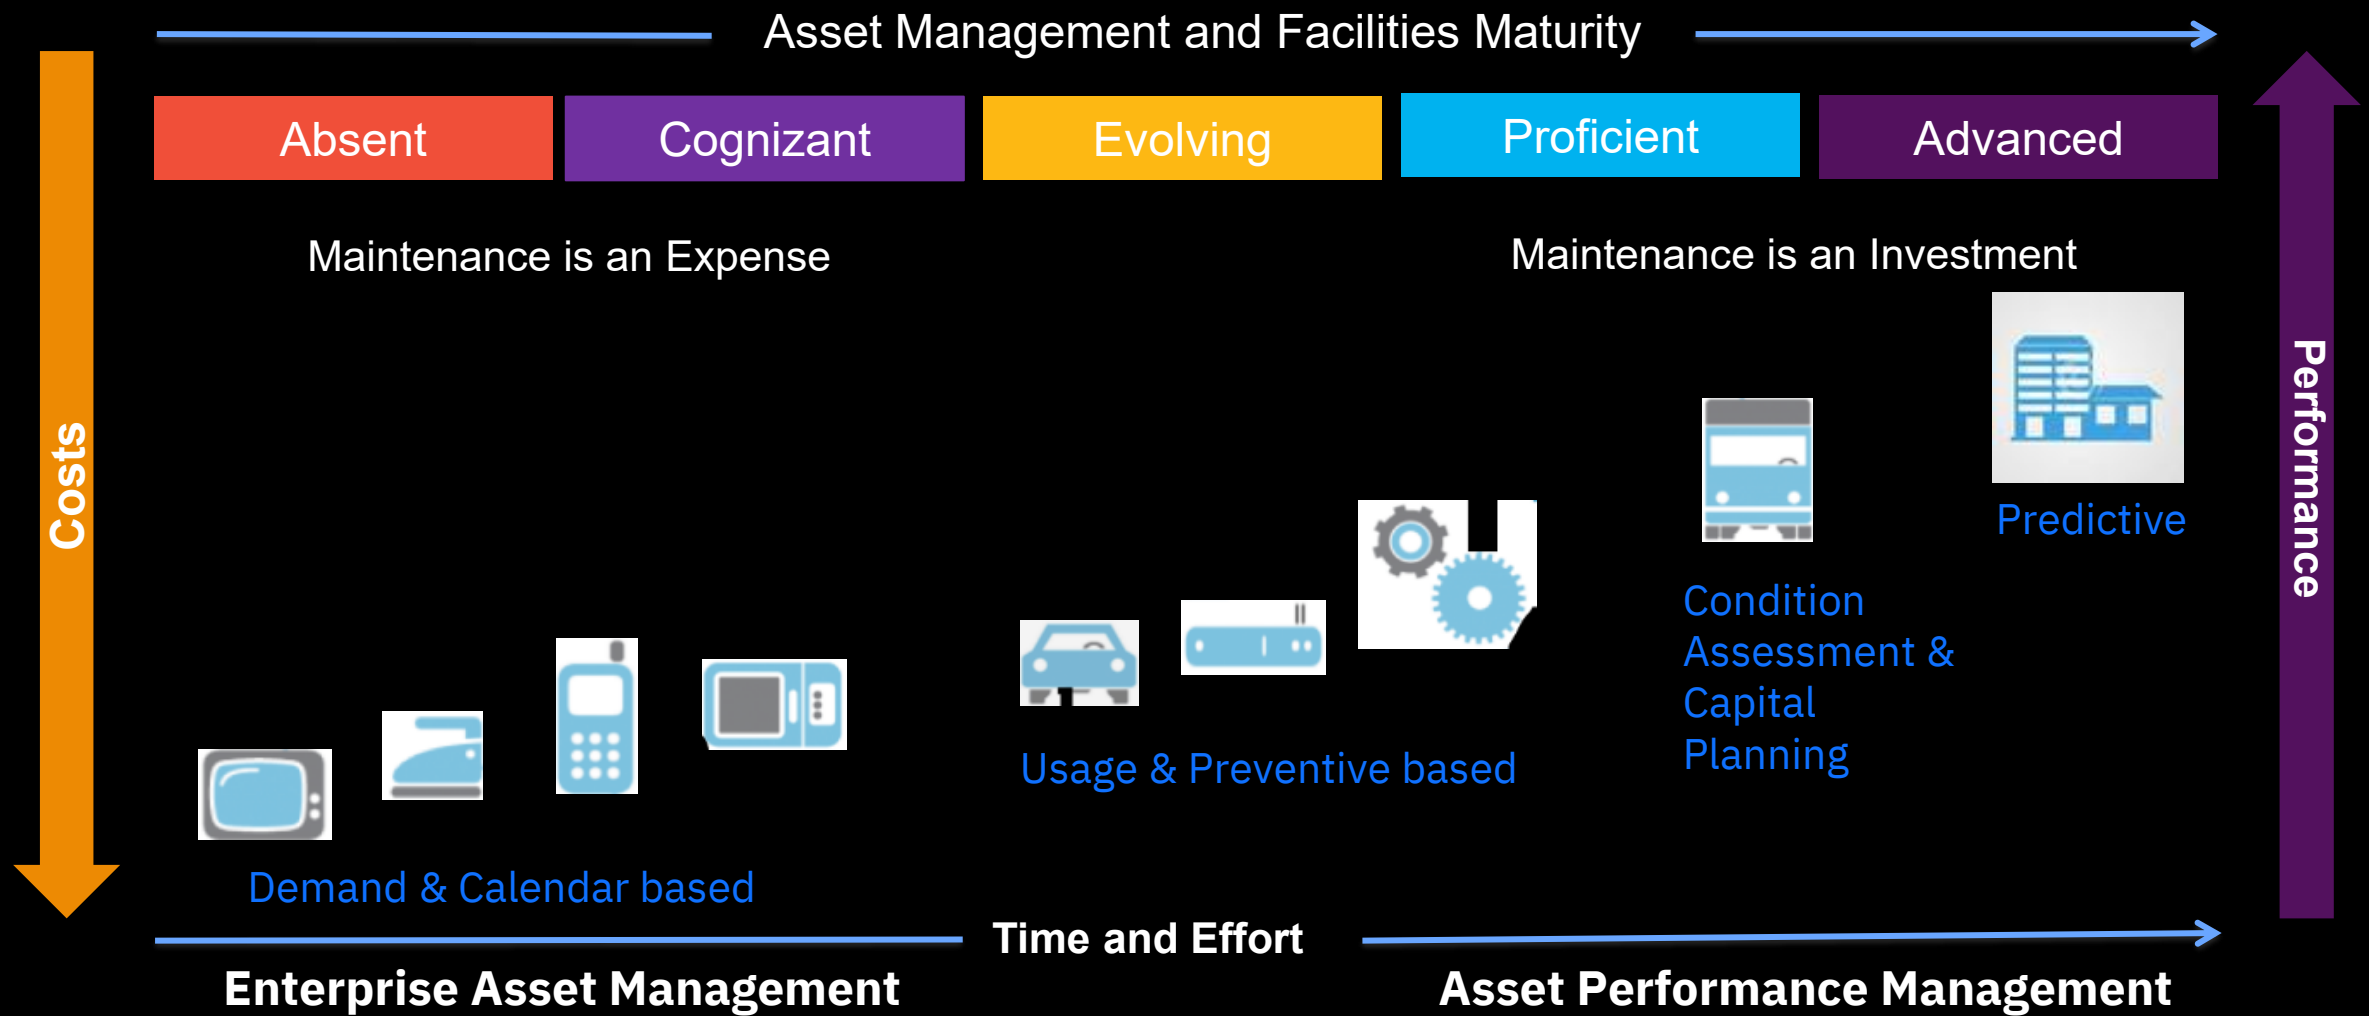 Asset Management and Facilities Maturity
Absent
Cognizant
Evolving
Proficient
Advanced
Maintenance is an Expense
Maintenance is an Investment
Costs
Performance
Predictive
Condition
Assessment &
Capital
Planning
Usage & Preventive based
Demand & Calendar based
Time and Effort
Enterprise Asset Management
Asset Performance Management